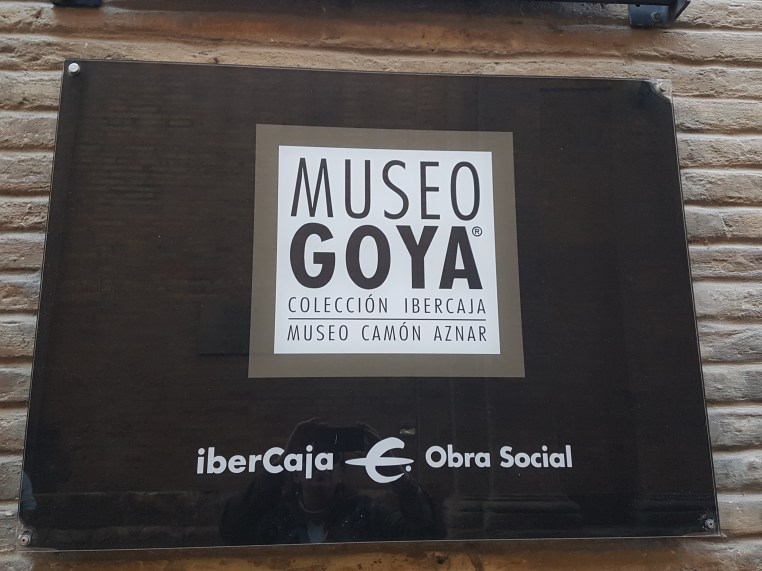 MUSEO
GOYA®
COLECCIÓN IBERCAJA
MUSEO CAMÓN AZNAR
iberCaja Obra Social